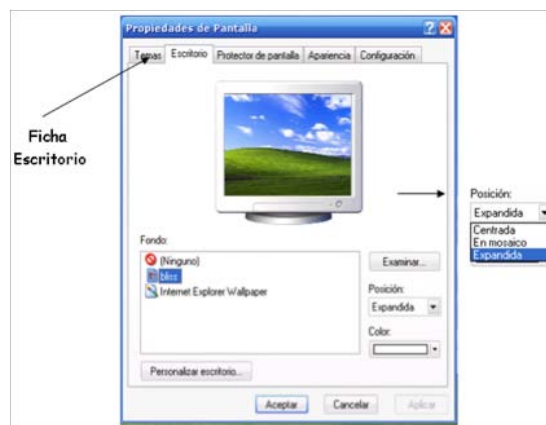 Propiedades de Pantalla
Temas Escritorio Protector de pantalla Apariencia Configuración
Ficha
Escritorio
Fondo:
(Ninguno)
bliss
Internet Explorer Wallpaper
Examinar...
Posición:
Expandida
Color:
Personalizar escritorio...
Aceptar Cancelar Aplicar
Posición:
Expandida
Centrada
En mosaico
Expandida